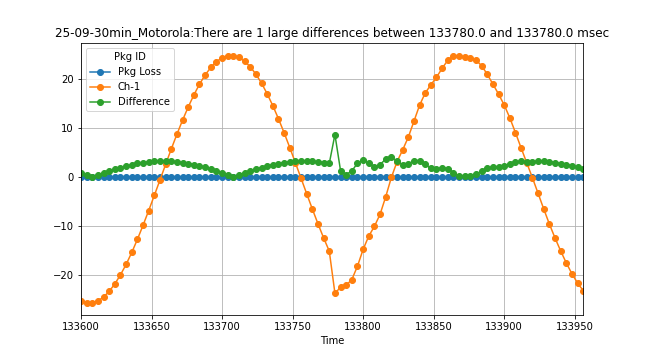 25-09-30min_Motorola:There are 1 large differences between 133780.0 and 133780.0 msec
Pkg ID
Pkg Loss
Ch-1
Difference
20
10
0
−10
−20
133600 133650 133700 133750 133800 133850 133900 133950
Time